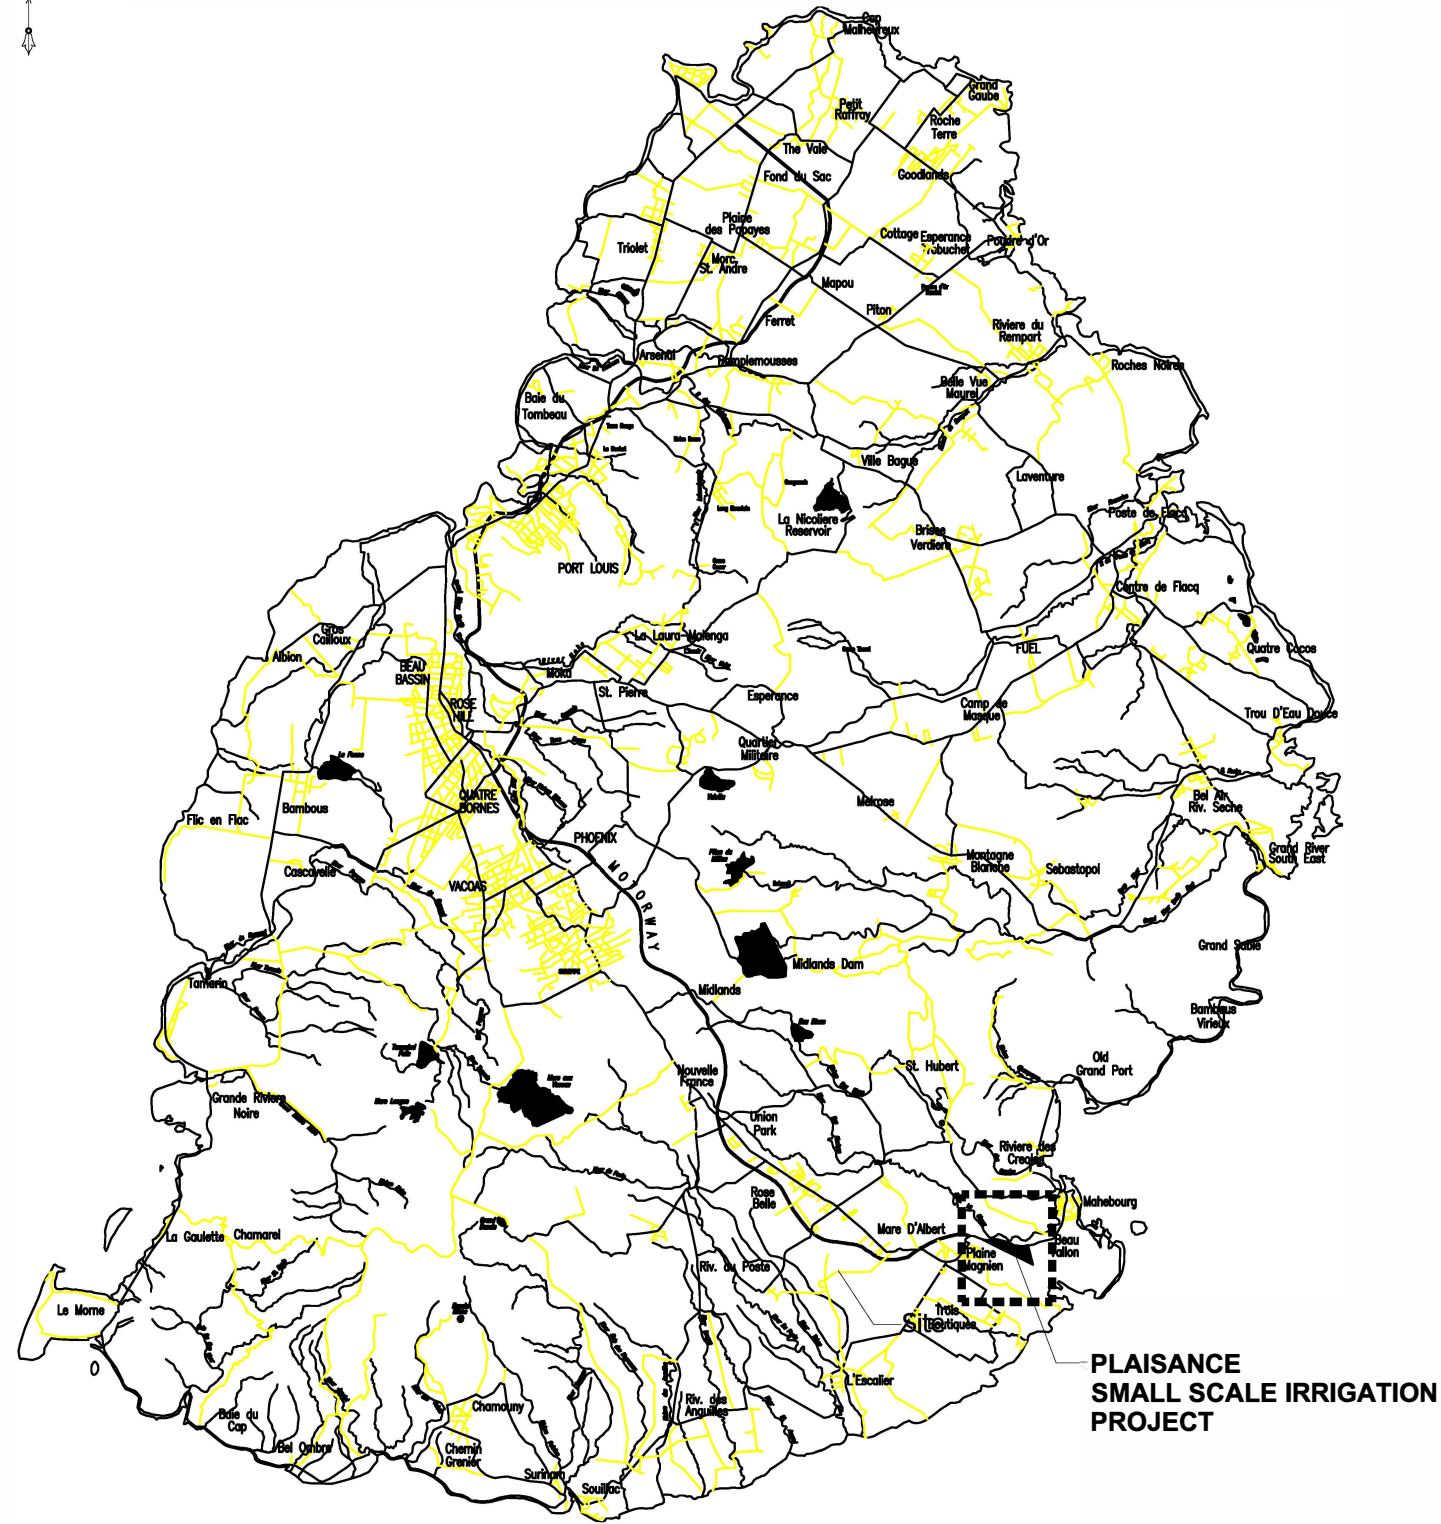 Cap
Malheureux
Grand
Gaube
Petit
Raffray
Roche
Terre
The Vale
Fond du Sac
Goodlands
Plaine
des Papayes
Triolet
Morc.
St. Andre
Cottage
Esperance
Trebuchet
Poudre d'Or
Mapou
Piton
Ferret
Riviere du
Rempart
Arsenal
Pamplemousses
Roches Noires
Belle Vue
Maurel
Baie du
Tombeau
Ville Bague
Laventure
La Nicoliere
Reservoir
Poste de Flacq
Brisee
Verdiere
PORT LOUIS
Centre de Flacq
Gros
Cailloux
Albion
La Laura-Malenga
FUEL
Quatre Cocos
BEAU
BASSIN
Moka
St. Pierre
Esperance
ROSE
HILL
Camp de
Masque
Trou D'Eau Douce
Quartier
Militaire
La Ferme
QUATRE
BORNES
Bambous
Melrose
Bel Air
Riv. Seche
Flic en Flac
PHOENIX
MOTORWAY
Grand River
South East
Montagne
Blanche
Sebastopol
Cascavelle
VACOAS
Grand Sable
Midlands Dam
Tamarin
Midlands
Bambous
Virieux
Old
Grand Port
St. Hubert
Nouvelle
France
Mare aux
Vacoas
Grande Riviere
Noire
Union
Park
Riviere des
Creoles
Rose
Belle
Mahebourg
Mare D'Albert
La Gaulette
Chamarel
Beau
Vallon
Plaine
Magnien
Riv. du Poste
Le Morne
Trois
Boutiques
Site
PLAISANCE
SMALL SCALE IRRIGATION
PROJECT
L'Escalier
Riv. des
Anguilles
Chamouny
Baie du
Cap
Bel Ombre
Chemin
Grenier
Surinam
Souillac